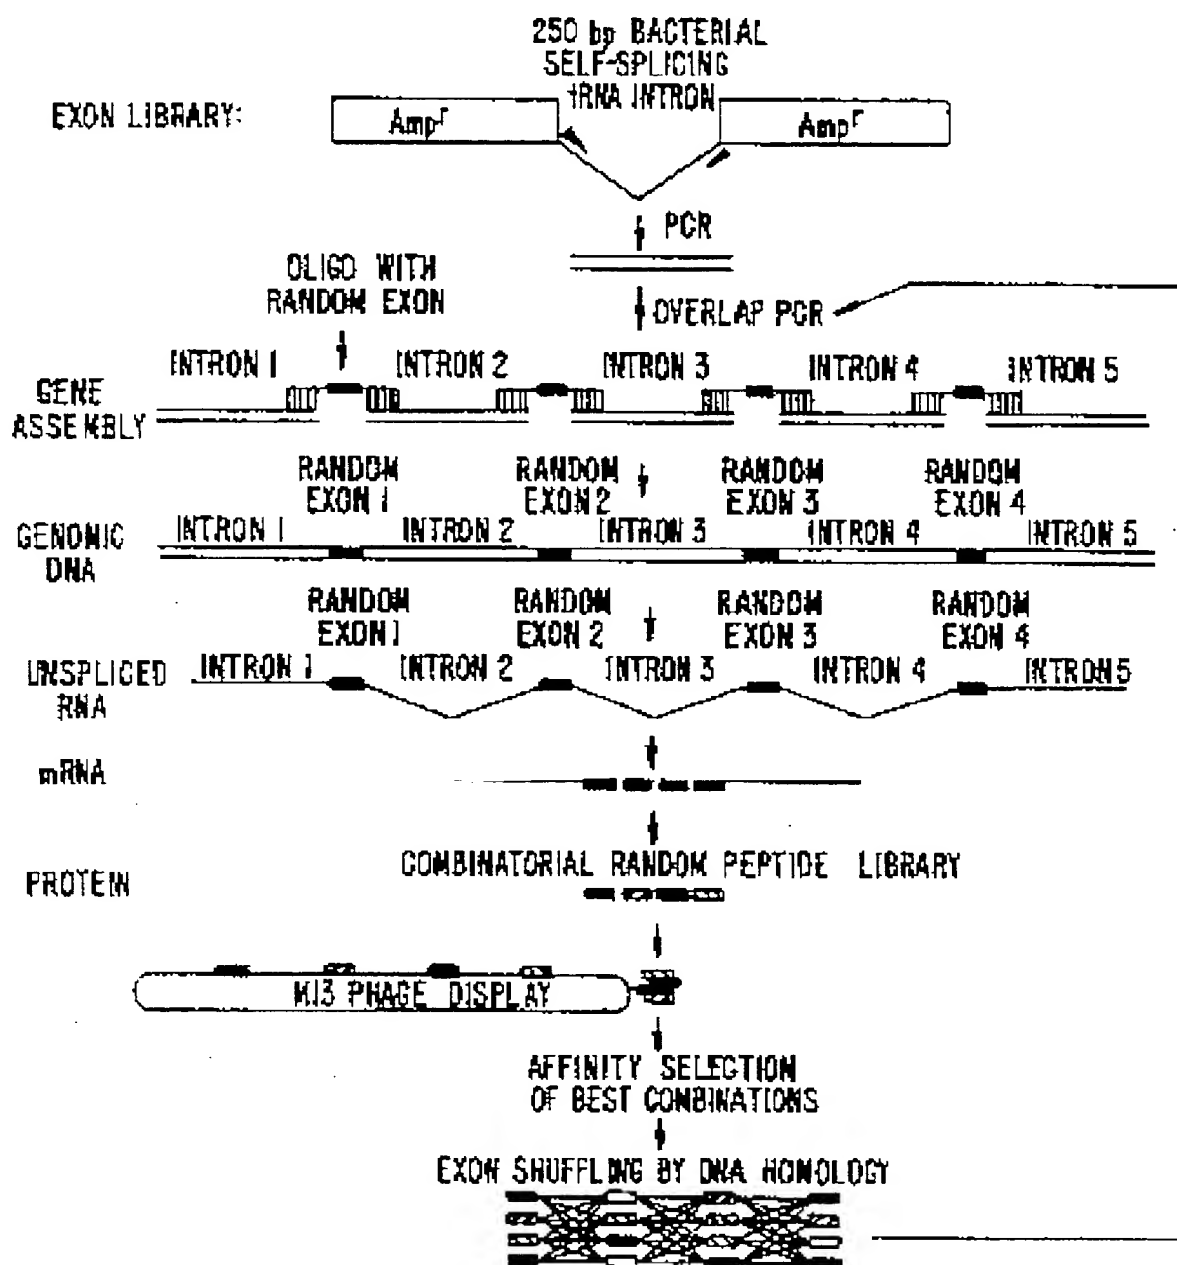 250 bp BACTERIAL
SELF-SPLICING
tRNA INTRON
EXON LIBRARY:
Ampr
Ampr
PCR
OLIGO WITH
RANDOM EXON
OVERLAP PCR
INTRON 1
INTRON 2
INTRON 3
INTRON 4
INTRON 5
GENE
ASSEMBLY
RANDOM
EXON 1
RANDOM
EXON 2
RANDOM
EXON 3
RANDOM
EXON 4
GENOMIC
DNA
INTRON 1
INTRON 2
INTRON 3
INTRON 4
INTRON 5
RANDOM
EXON 1
RANDOM
EXON 2
RANDOM
EXON 3
RANDOM
EXON 4
UNSPLICED
RNA
INTRON 1
INTRON 2
INTRON 3
INTRON 4
INTRON 5
mRNA
COMBINATORIAL RANDOM PEPTIDE LIBRARY
PROTEIN
M13 PHAGE DISPLAY
AFFINITY SELECTION
OF BEST COMBINATIONS
EXON SHUFFLING BY DNA HOMOLOGY